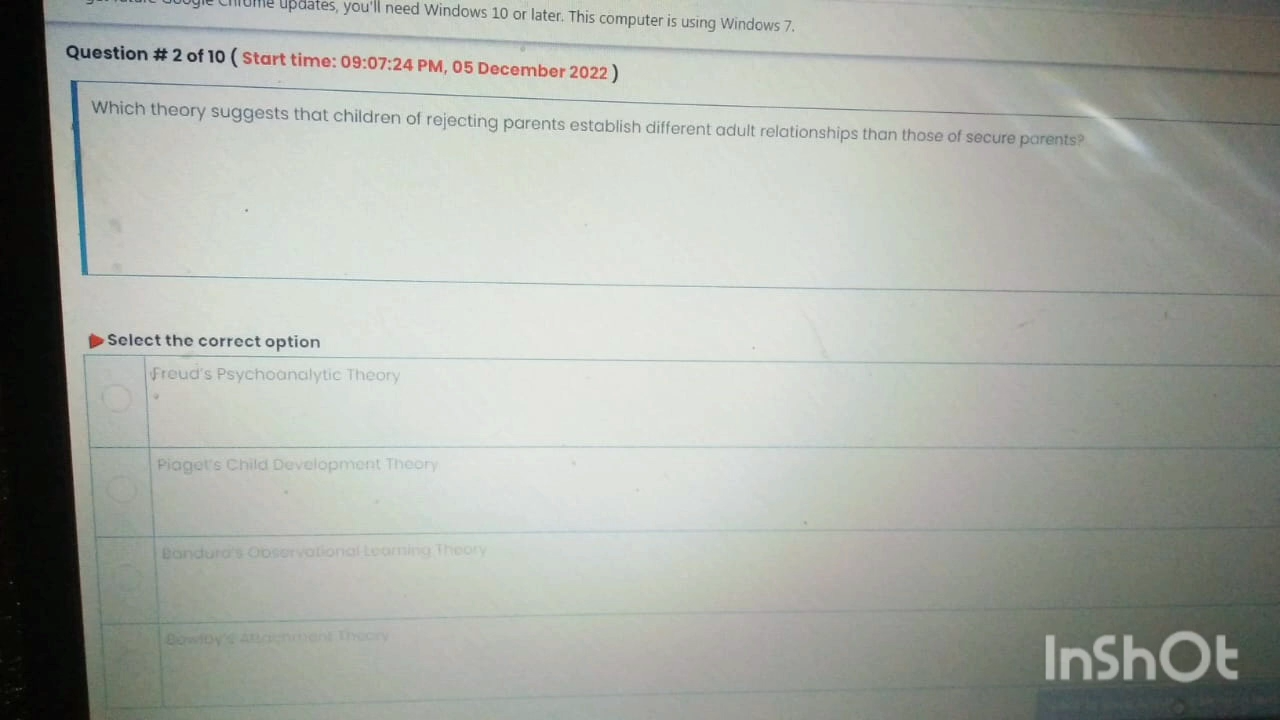 updates, you'll need Windows 10 or later. This computer is using Windows 7.
Question # 2 of 10 ( Start time: 09:07:24 PM, 05 December 2022 )
Which theory suggests that children of rejecting parents establish different adult relationships than those of secure parents?
Select the correct option
Freud's Psychoanalytic Theory
Piaget's Child Development Theory
Bandura's Observational Learning Theory
Bowlby's Attachment Theory
InShOt